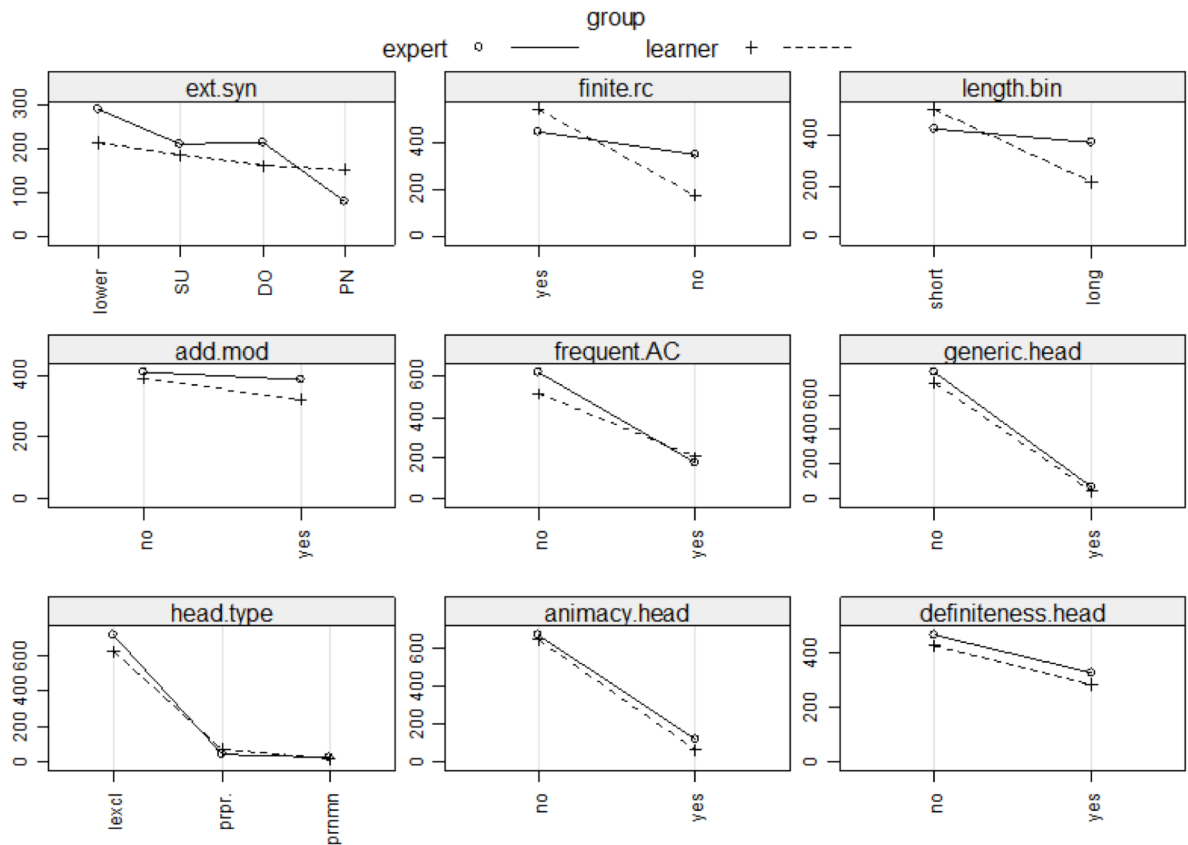 group
expert learner
ext.syn finite.rc length.bin
300
200
100
0
lower SU DO PN
400
200
0
yes no
400
200
0
short long
add.mod frequent.AC generic.head
400
200
0
no yes
600
400
200
0
no yes
600
400
200
0
no yes
head.type animacy.head definiteness.head
600
400
200
0
lexcl prpr. prnmn
600
400
200
0
no yes
400
200
0
no yes